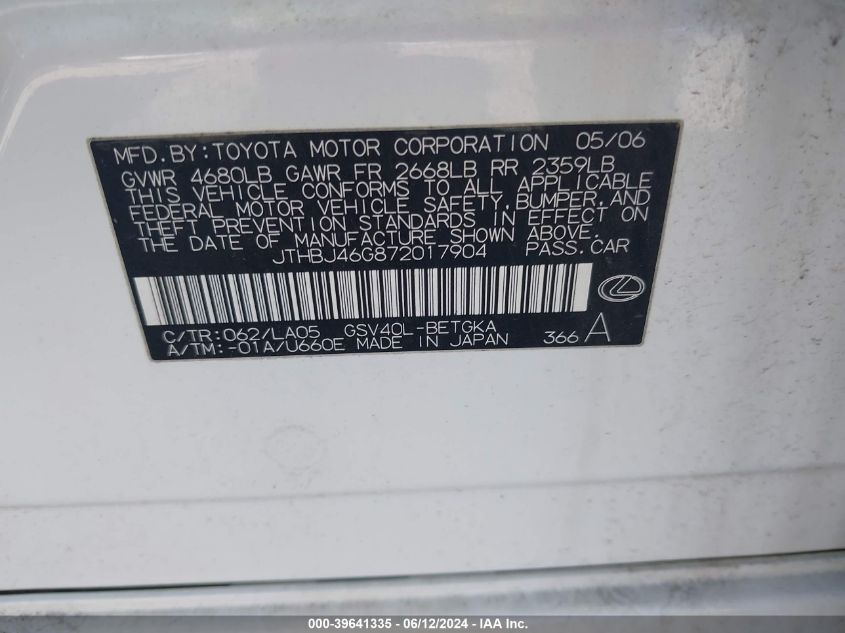 MFD.BY:TOYOTA MOTOR CORPORATION 05/06
GVWR 4680LB GAWR FR 2668LB RR 2359LB
THIS VEHICLE CONFORMS TO ALL APPLICABLE
FEDERAL MOTOR VEHICLE SAFETY,BUMPER,AND
THEFT PREVENTION STANDARDS IN EFFECT ON
THE DATE OF MANUFACTURE SHOWN ABOVE.
JTHBJ46G872017904 PASS.CAR
C/TR:062/LA05 GSV40L-BETGKA
A/TM:-01A/U660E MADE IN JAPAN 366 A
000-39641335 - 06/12/2024 - IAA Inc.